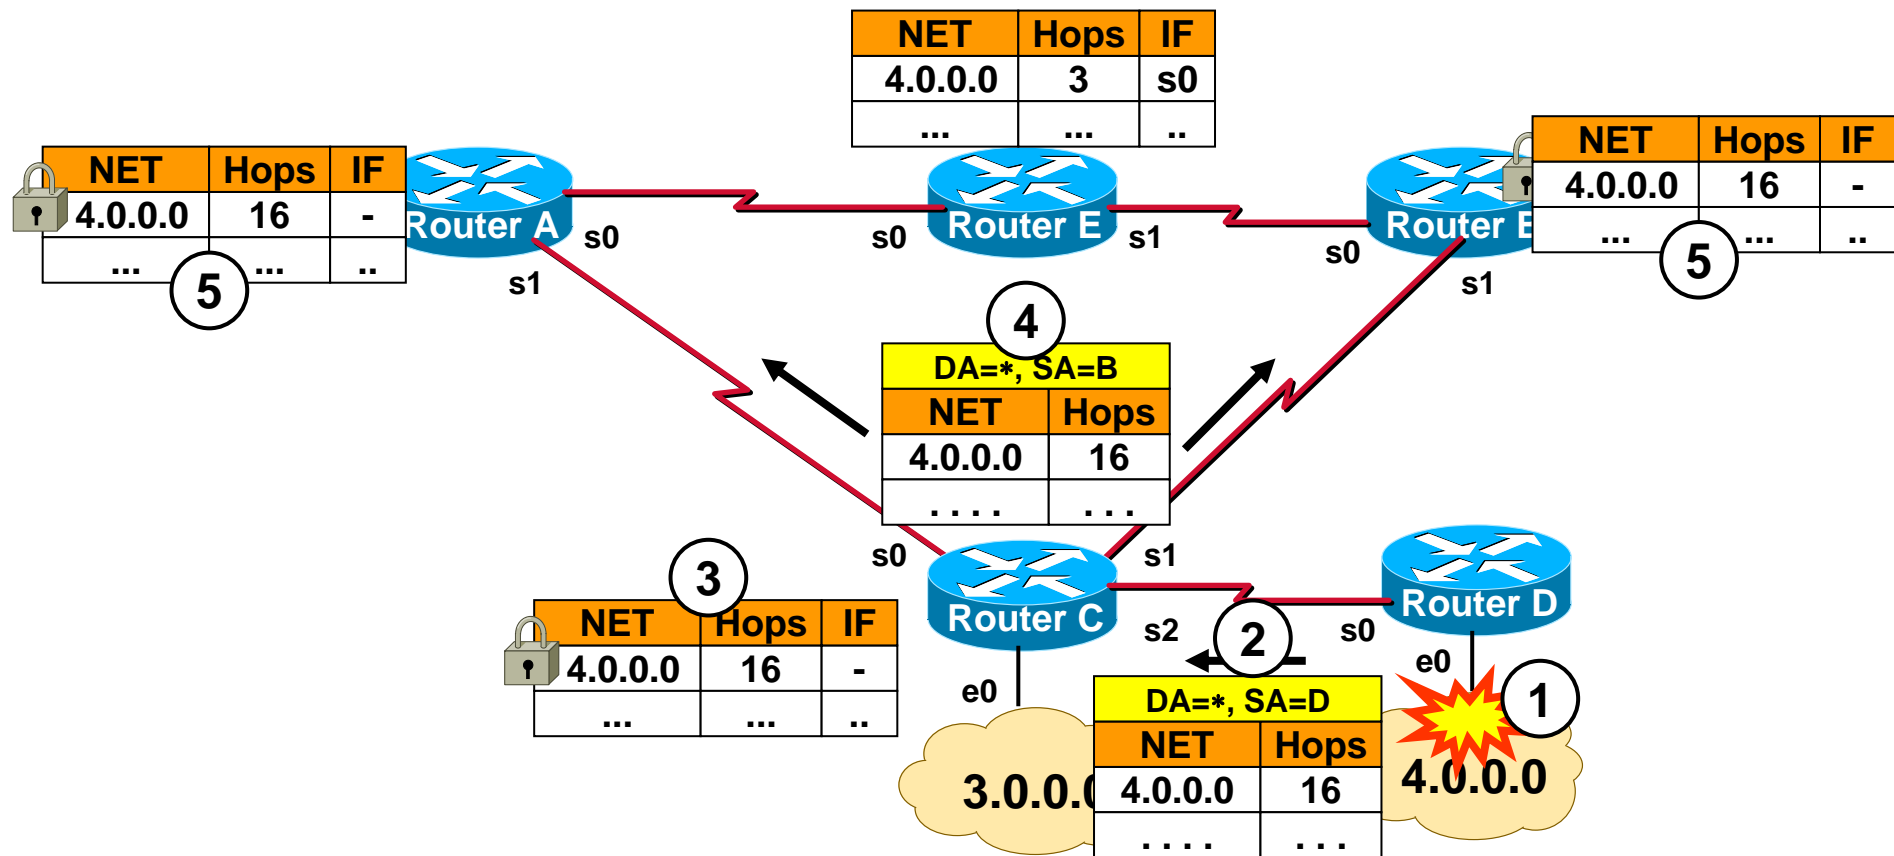 NET Hops IF
4.0.0.0 3 s0
... ... ..
NET Hops IF
4.0.0.0 16 -
... ... ..
5
Router A
s0
s1
Router E
s0
s1
Router
s0
s1
NET Hops IF
4.0.0.0 16 -
... ... ..
5
4
DA=*, SA=B
NET Hops
4.0.0.0 16
. . . . . . .
s0
s1
3
NET Hops IF
4.0.0.0 16 -
... ... ..
Router C
s2
e0
2
s0
Router D
e0
1
DA=*, SA=D
NET Hops
4.0.0.0 16
. . . . . . .
3.0.0.0
4.0.0.0